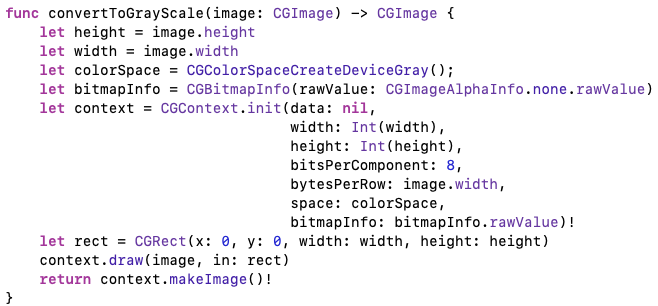 func convertToGrayScale(image: CGImage) -> CGImage {
    let height = image.height
    let width = image.width
    let colorSpace = CGColorSpaceCreateDeviceGray();
    let bitmapInfo = CGBitmapInfo(rawValue: CGImageAlphaInfo.none.rawValue)
    let context = CGContext.init(data: nil,
                                 width: Int(width),
                                 height: Int(height),
                                 bitsPerComponent: 8,
                                 bytesPerRow: image.width,
                                 space: colorSpace,
                                 bitmapInfo: bitmapInfo.rawValue)!
    let rect = CGRect(x: 0, y: 0, width: width, height: height)
    context.draw(image, in: rect)
    return context.makeImage()!
}